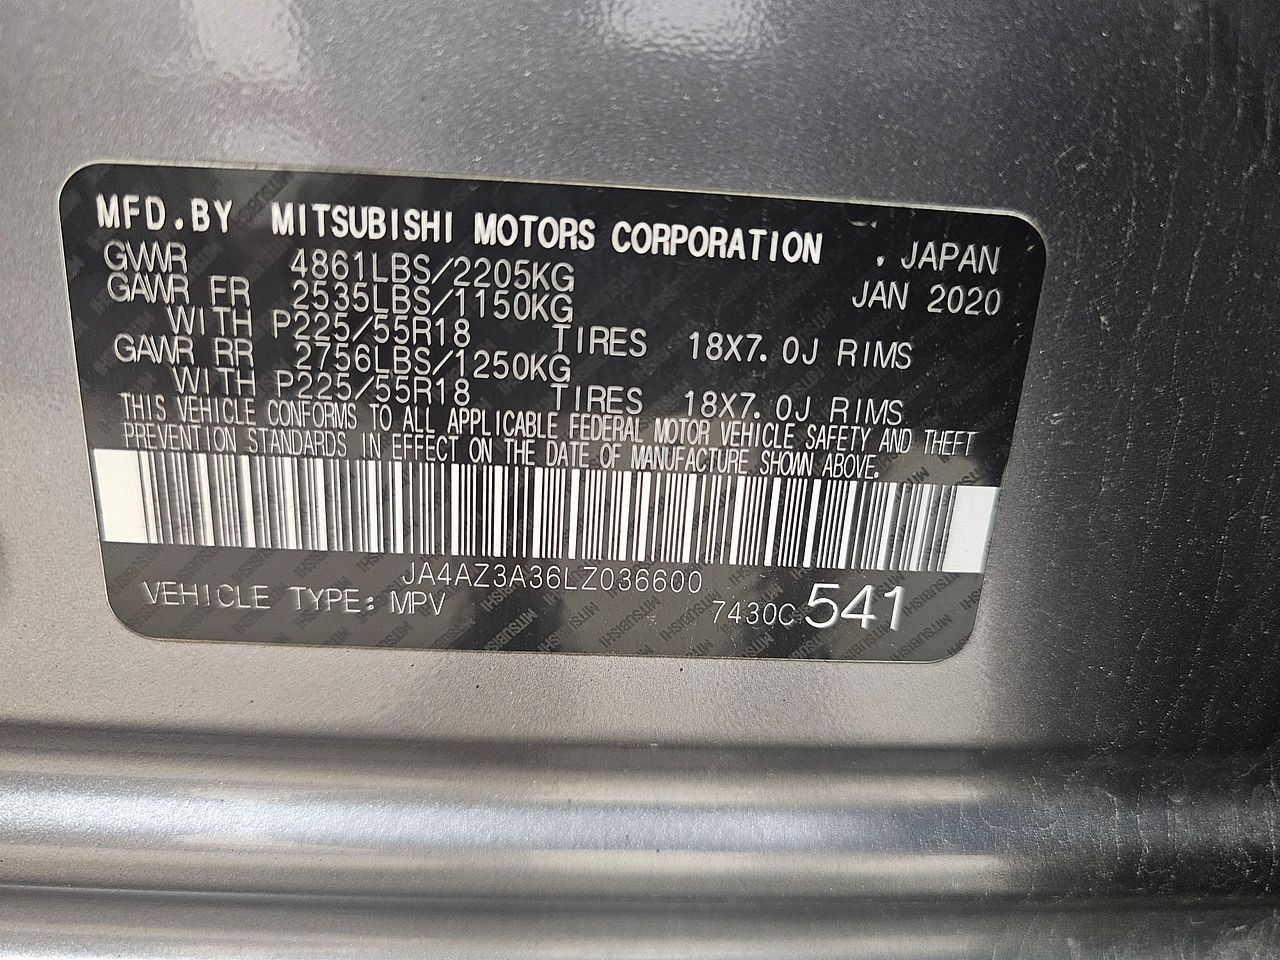 MFD.BY MITSUBISHI MOTORS CORPORATION , JAPAN
GVWR 4861LBS/2205KG JAN 2020
GAWR FR 2535LBS/1150KG
WITH P225/55R18 TIRES 18X7.0J RIMS
GAWR RR 2756LBS/1250KG
WITH P225/55R18 TIRES 18X7.0J RIMS
THIS VEHICLE CONFORMS TO ALL APPLICABLE FEDERAL MOTOR VEHICLE SAFETY AND THEFT
PREVENTION STANDARDS IN EFFECT ON THE DATE OF MANUFACTURE SHOWN ABOVE.
JA4AZ3A36LZ036600
VEHICLE TYPE: MPV 7430C 541